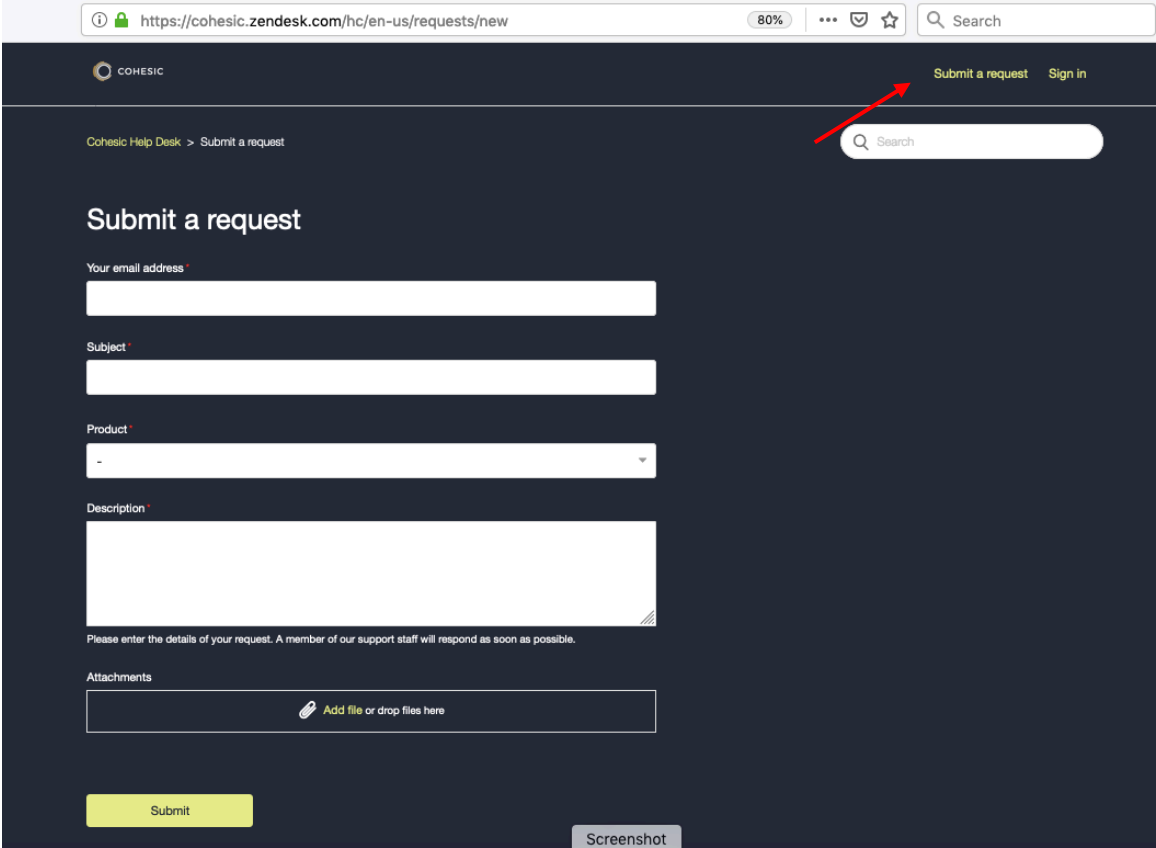 https://cohesic.zendesk.com/hc/en-us/requests/new
80%
Search
COHESIC
Submit a request
Sign in
Cohesic Help Desk > Submit a request
Search
Submit a request
Your email address*
Subject*
Product*
-
Description*
Please enter the details of your request. A member of our support staff will respond as soon as possible.
Attachments
Add file or drop files here
Submit
Screenshot